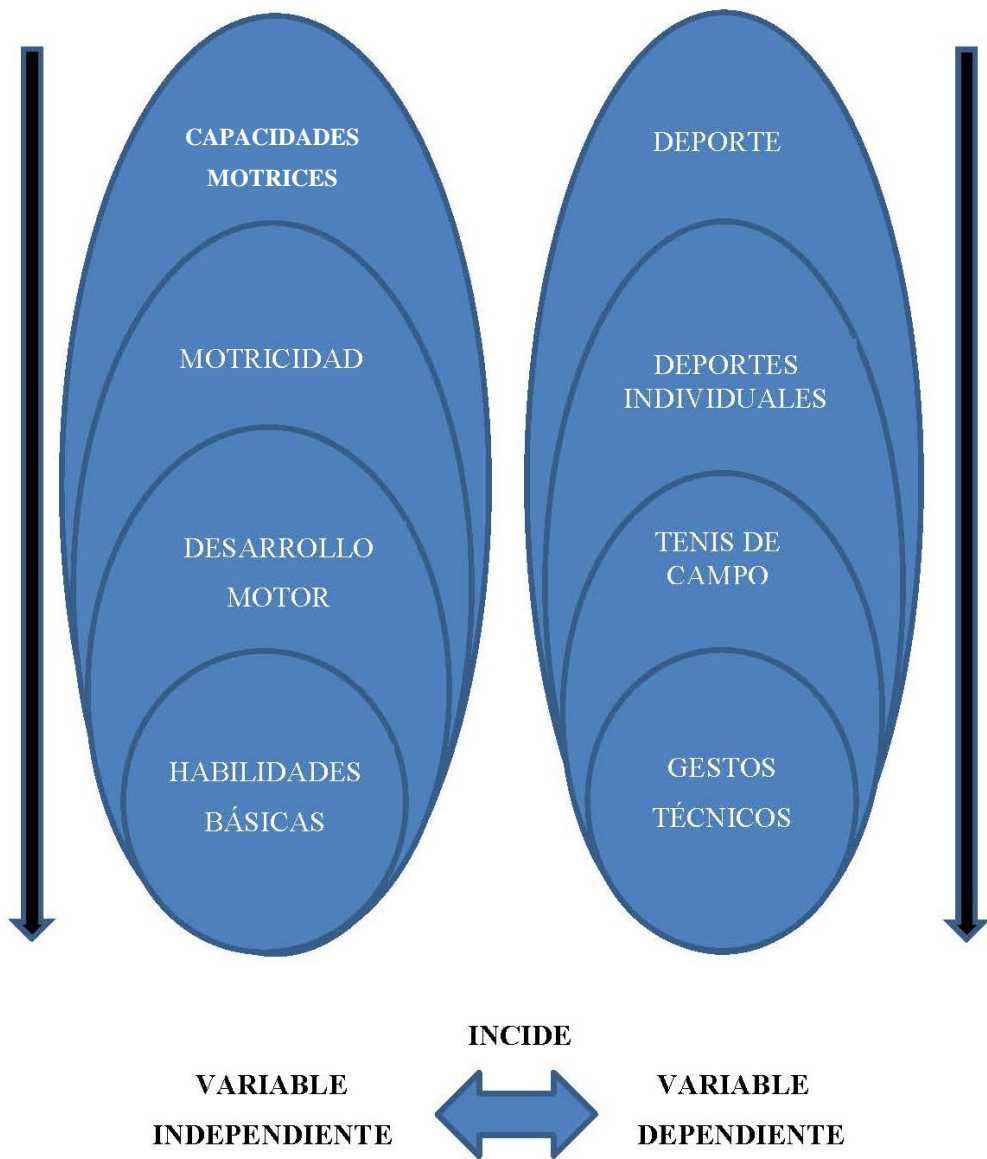 CAPACIDADES
MOTRICES
MOTRICIDAD
DESARROLLO
MOTOR
HABILIDADES
BÁSICAS
DEPORTE
DEPORTES
INDIVIDUALES
TENIS DE
CAMPO
GESTOS
TÉCNICOS
INCIDE
VARIABLE
INDEPENDIENTE
VARIABLE
DEPENDIENTE